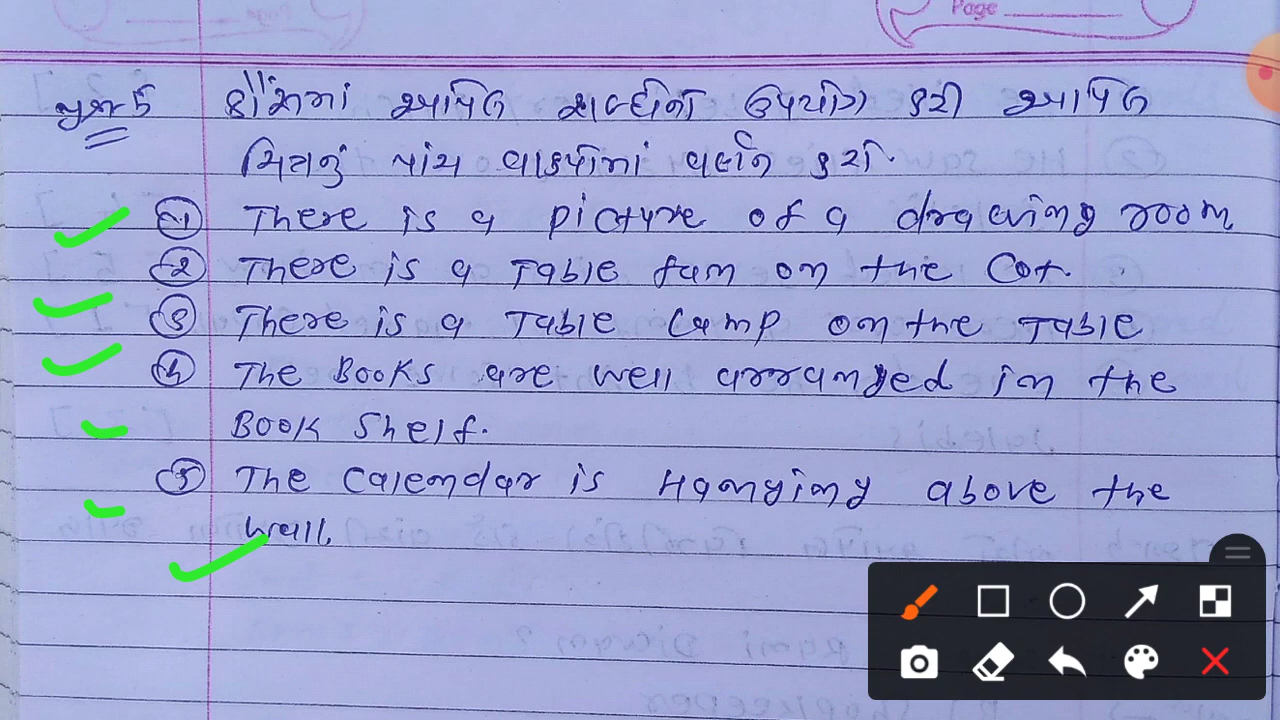 Page
પ્રશ્ન 5 કૌંસમાં આપેલ શબ્દોનો ઉપયોગ કરી આપેલ
ચિત્રનું પાંચ વાક્યોમાં વર્ણન કરો.
(1) There is a picture of a drawing room
(2) There is a Table fan on the Cot.
(3) There is a Table Lamp on the Table
(4) The Books are well arranged in the
Book Shelf.
(5) The Calendar is Hanging above the
Wall.